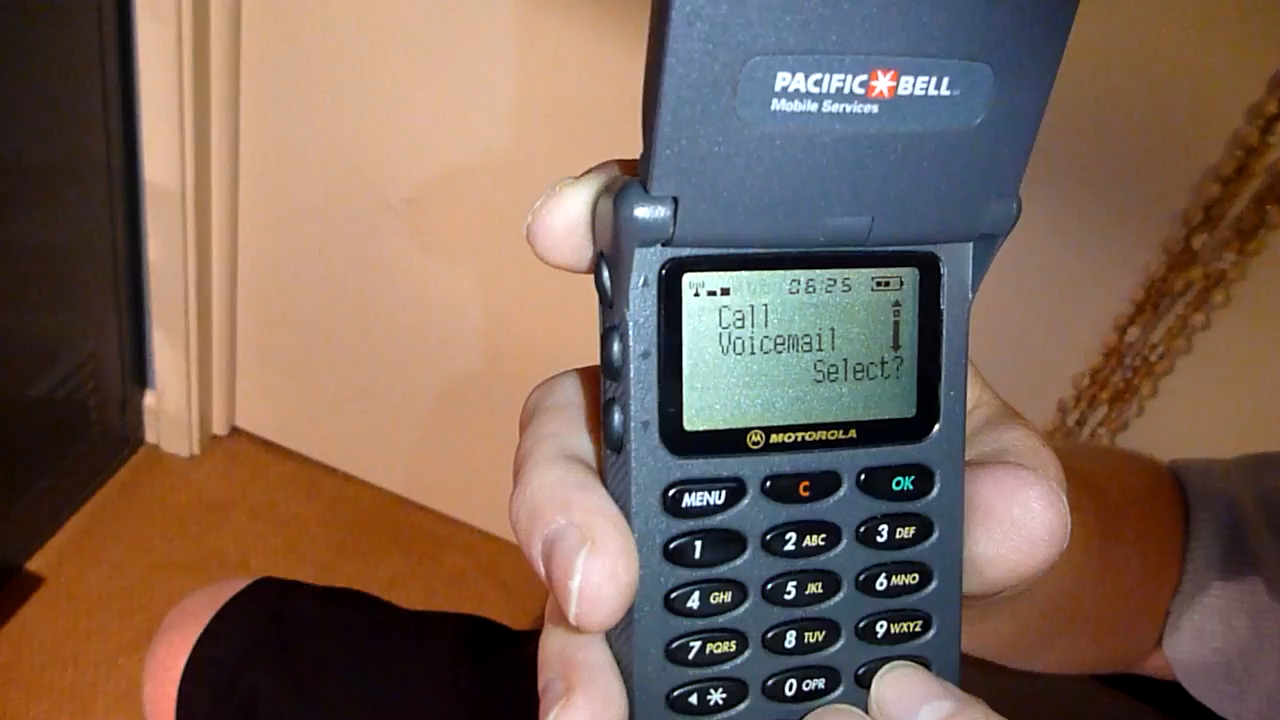 PACIFIC BELL
Mobile Services
06:25
Call
Voicemail
Select?
MOTOROLA
MENU C OK
1 2 ABC 3 DEF
4 GHI 5 JKL 6 MNO
7 PQRS 8 TUV 9 WXYZ
* 0 OPR